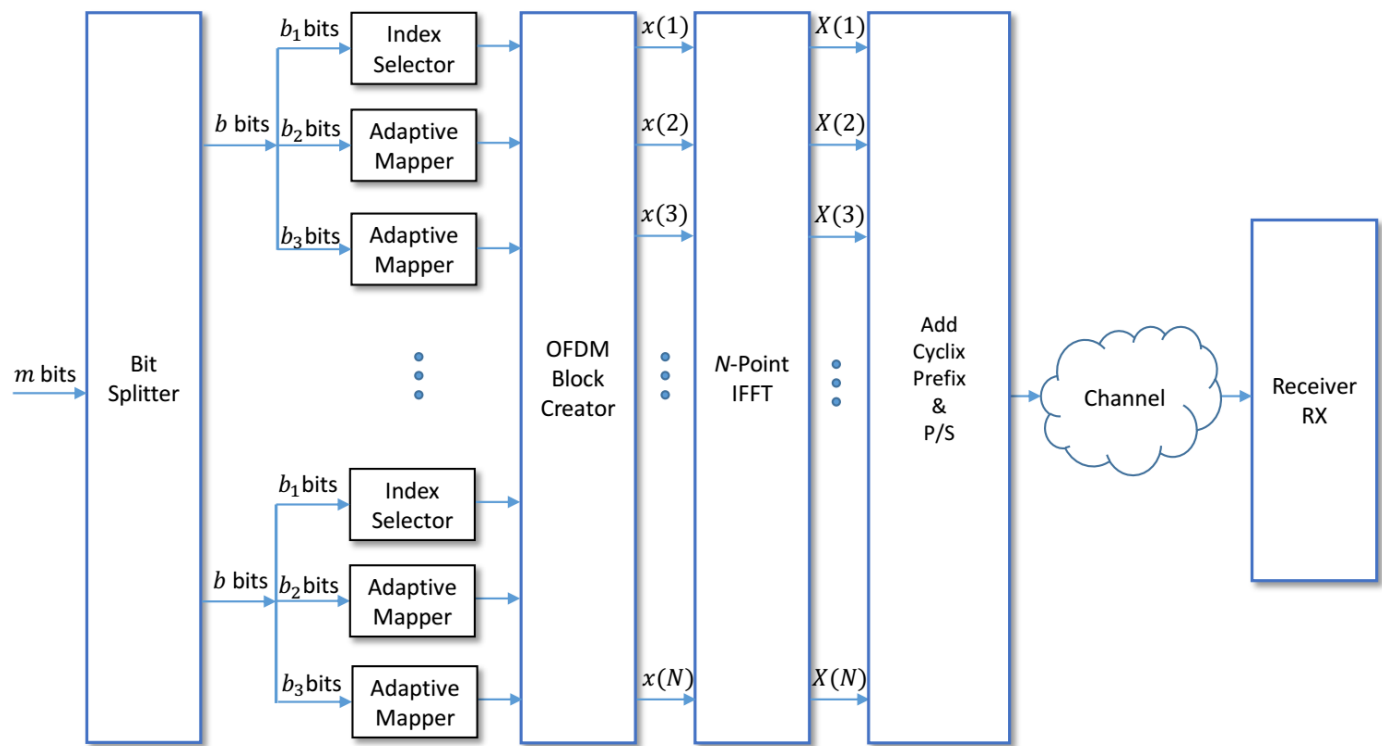 m bits
Bit
Splitter
b bits
b₁ bits
Index
Selector
b₂ bits
Adaptive
Mapper
b₃ bits
Adaptive
Mapper
b bits
b₁ bits
Index
Selector
b₂ bits
Adaptive
Mapper
b₃ bits
Adaptive
Mapper
OFDM
Block
Creator
x(1)
x(2)
x(3)
x(N)
N-Point
IFFT
X(1)
X(2)
X(3)
X(N)
Add
Cyclix
Prefix
&
P/S
Channel
Receiver
RX